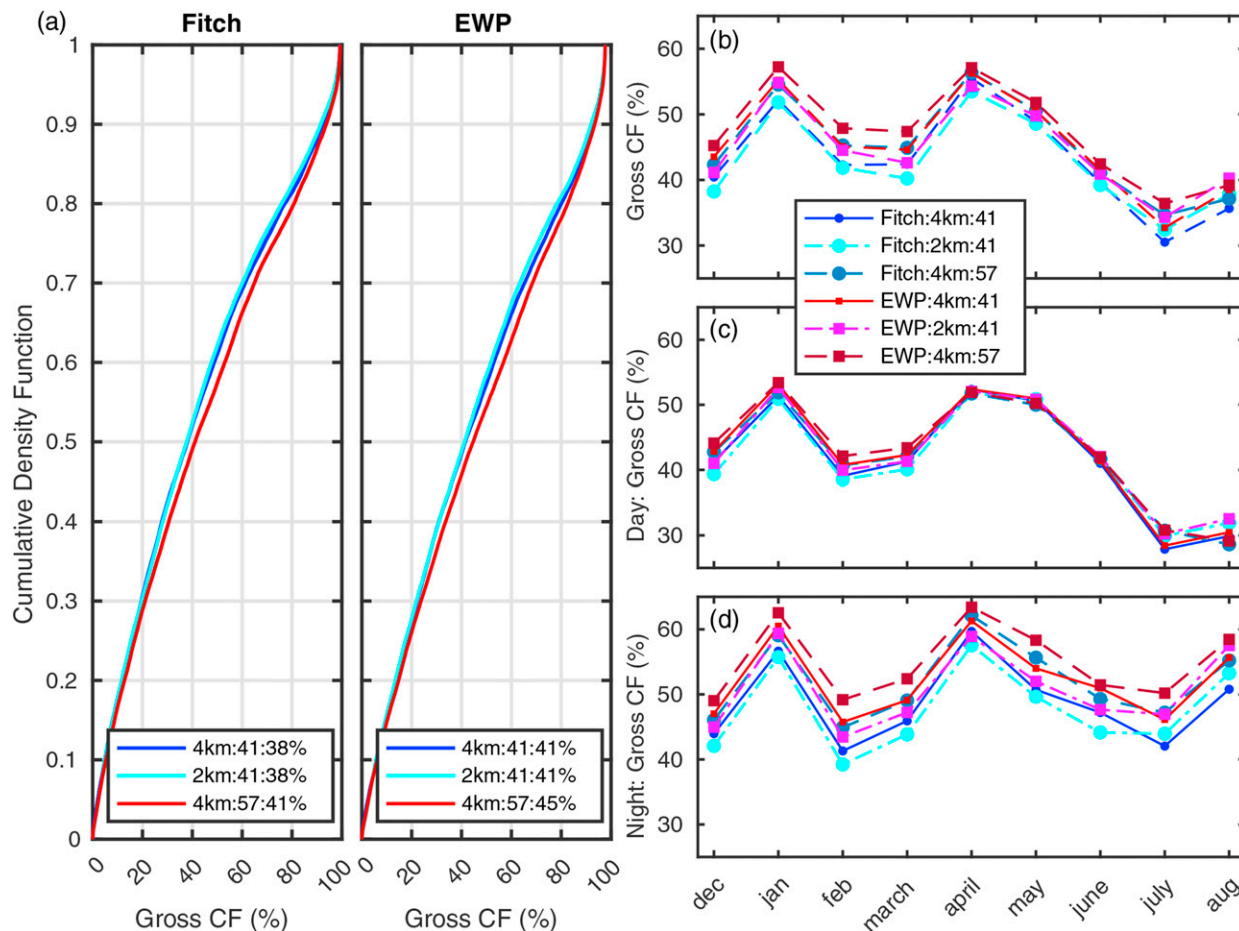 (a)
Fitch
EWP
Cumulative Density Function
1
0.9
0.8
0.7
0.6
0.5
0.4
0.3
0.2
0.1
0
4km:41:38%
2km:41:38%
4km:57:41%
4km:41:41%
2km:41:41%
4km:57:45%
0 20 40 60 80 100
0 20 40 60 80 100
Gross CF (%)
Gross CF (%)
(b)
Gross CF (%)
60
50
40
30
Fitch:4km:41
Fitch:2km:41
Fitch:4km:57
EWP:4km:41
EWP:2km:41
EWP:4km:57
(c)
Day: Gross CF (%)
60
50
40
30
(d)
Night: Gross CF (%)
60
50
40
30
dec jan feb march april may june july aug